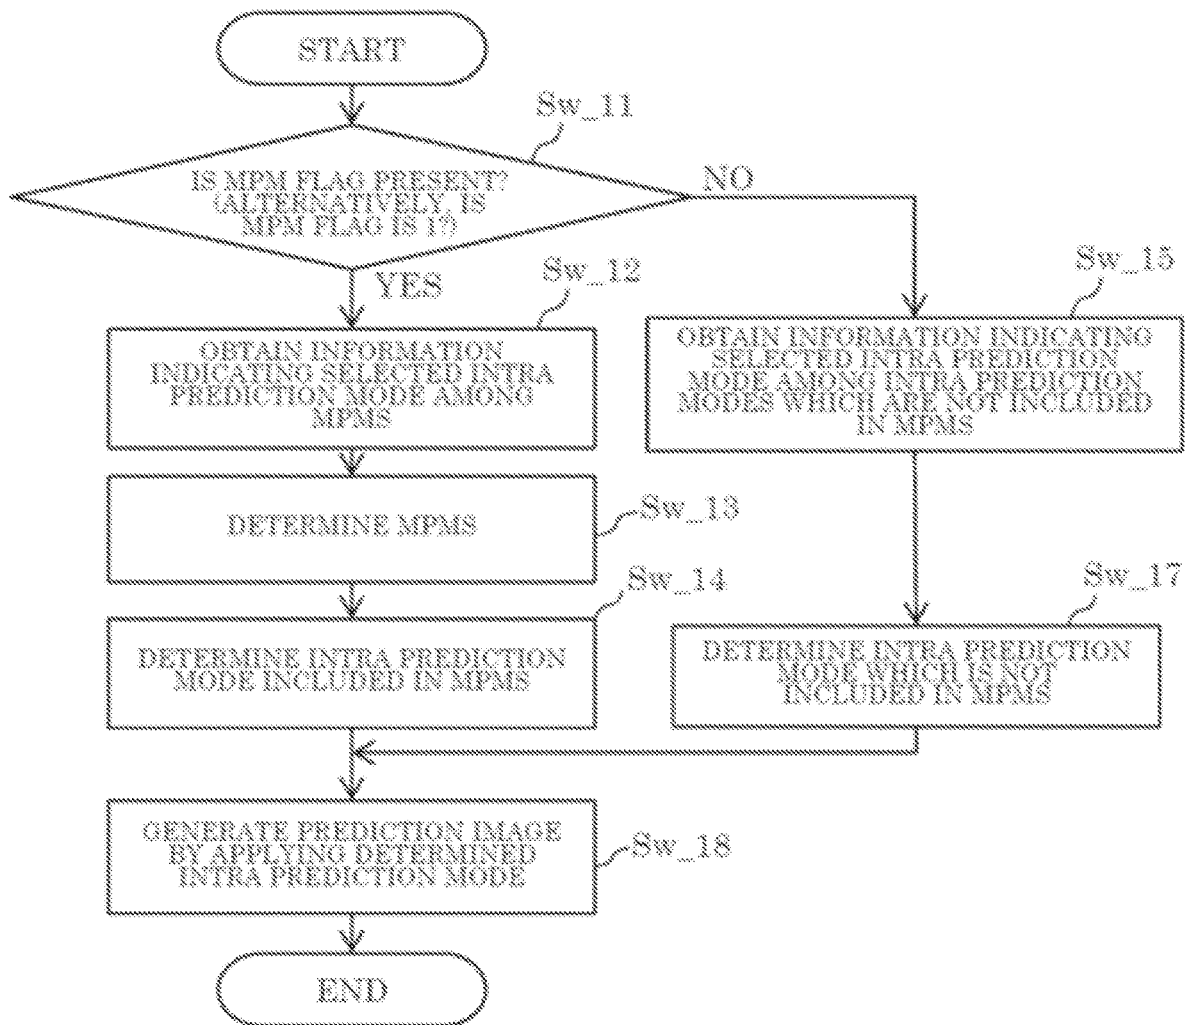 START
Sw_11
IS MPM FLAG PRESENT?
(ALTERNATIVELY, IS
MPM FLAG IS 1?)
NO
YES
Sw_12
OBTAIN INFORMATION
INDICATING SELECTED INTRA
PREDICTION MODE AMONG
MPMS
Sw_15
OBTAIN INFORMATION INDICATING
SELECTED INTRA PREDICTION
MODE AMONG INTRA PREDICTION
MODES WHICH ARE NOT INCLUDED
IN MPMS
DETERMINE MPMS
Sw_13
Sw_14
DETERMINE INTRA PREDICTION
MODE INCLUDED IN MPMS
Sw_17
DETERMINE INTRA PREDICTION
MODE WHICH IS NOT
INCLUDED IN MPMS
GENERATE PREDICTION IMAGE
BY APPLYING DETERMINED
INTRA PREDICTION MODE
Sw_18
END